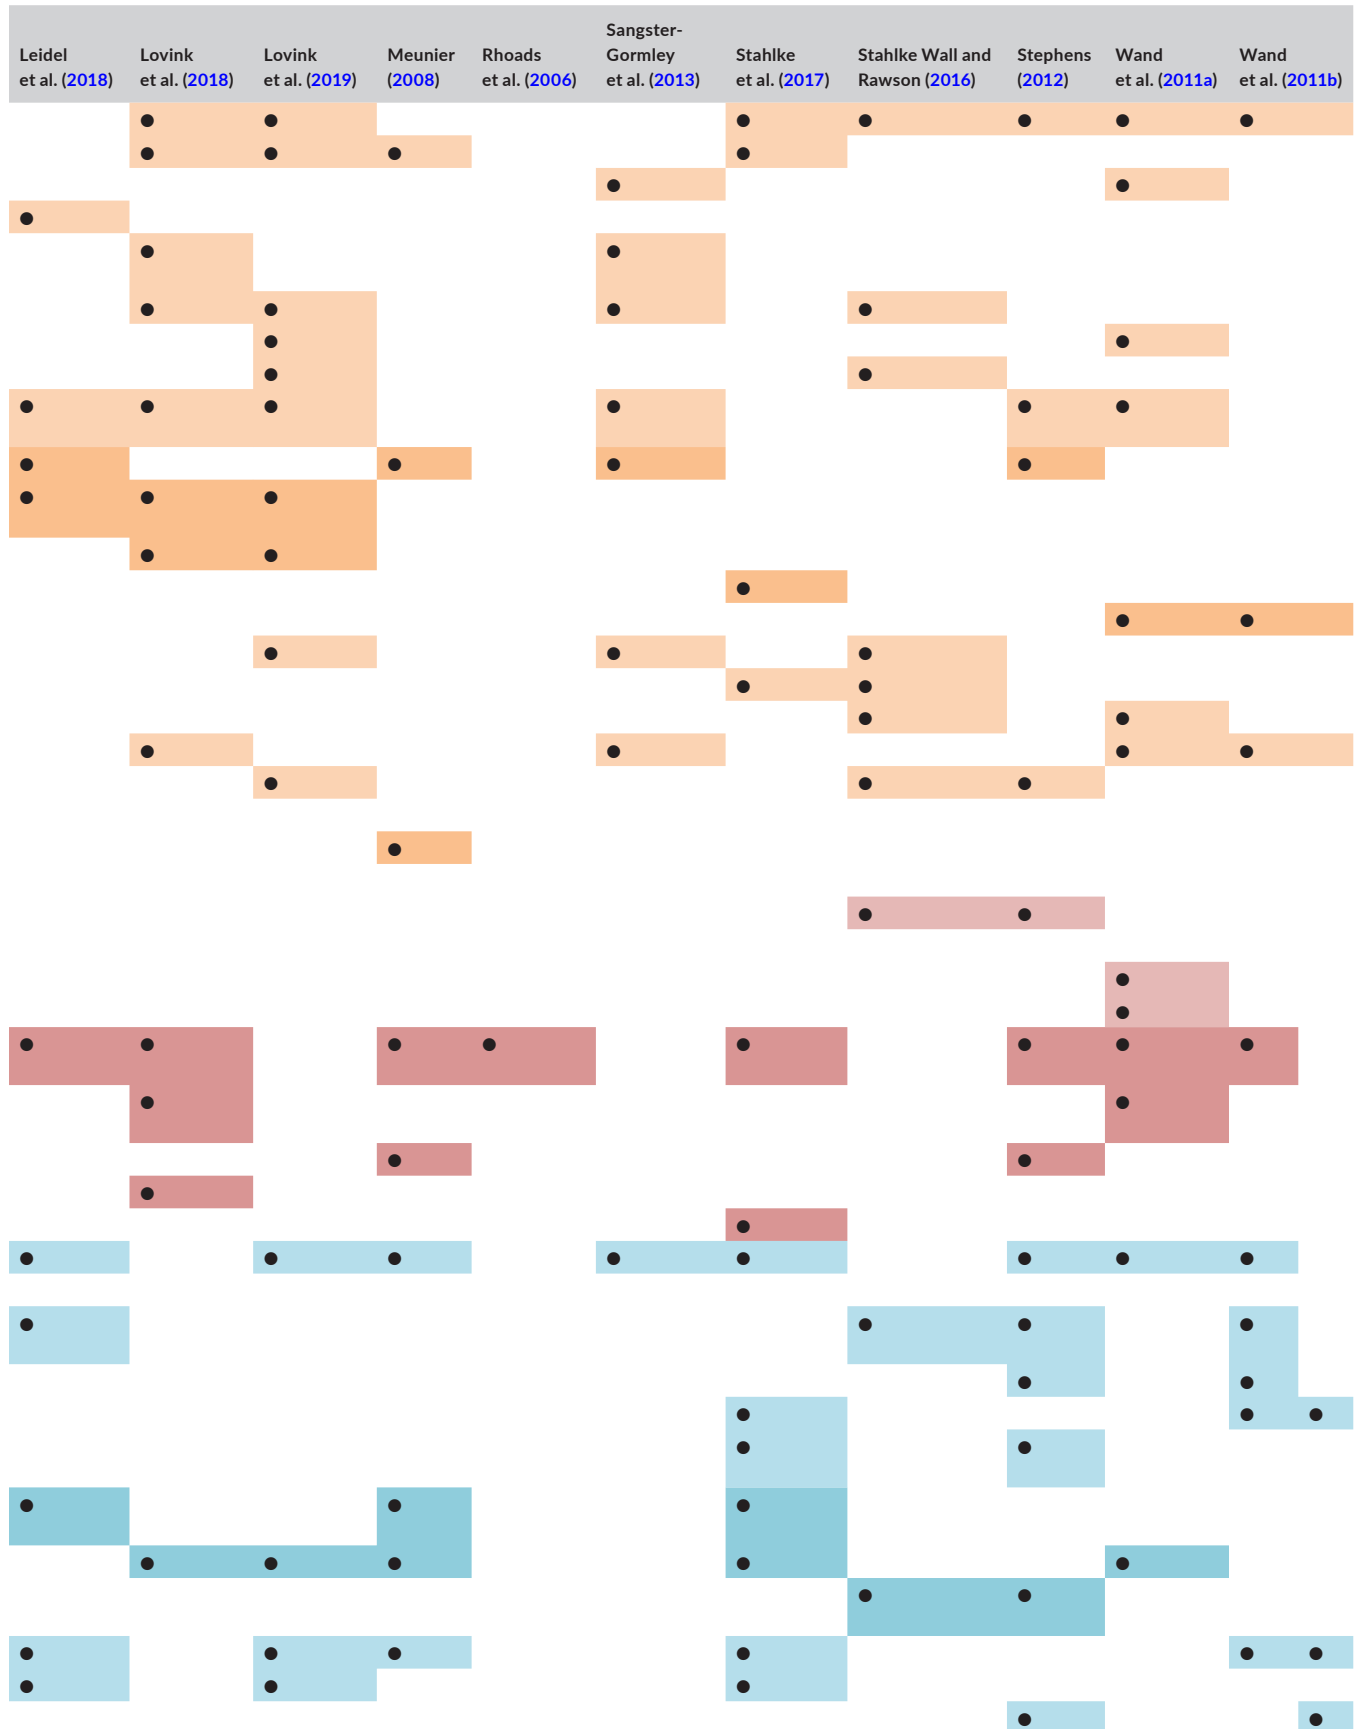 Leidel
et al. (2018)
Lovink
et al. (2018)
Lovink
et al. (2019)
Meunier
(2008)
Rhoads
et al. (2006)
Sangster-
Gormley
et al. (2013)
Stahlke
et al. (2017)
Stahlke Wall and
Rawson (2016)
Stephens
(2012)
Wand
et al. (2011a)
Wand
et al. (2011b)